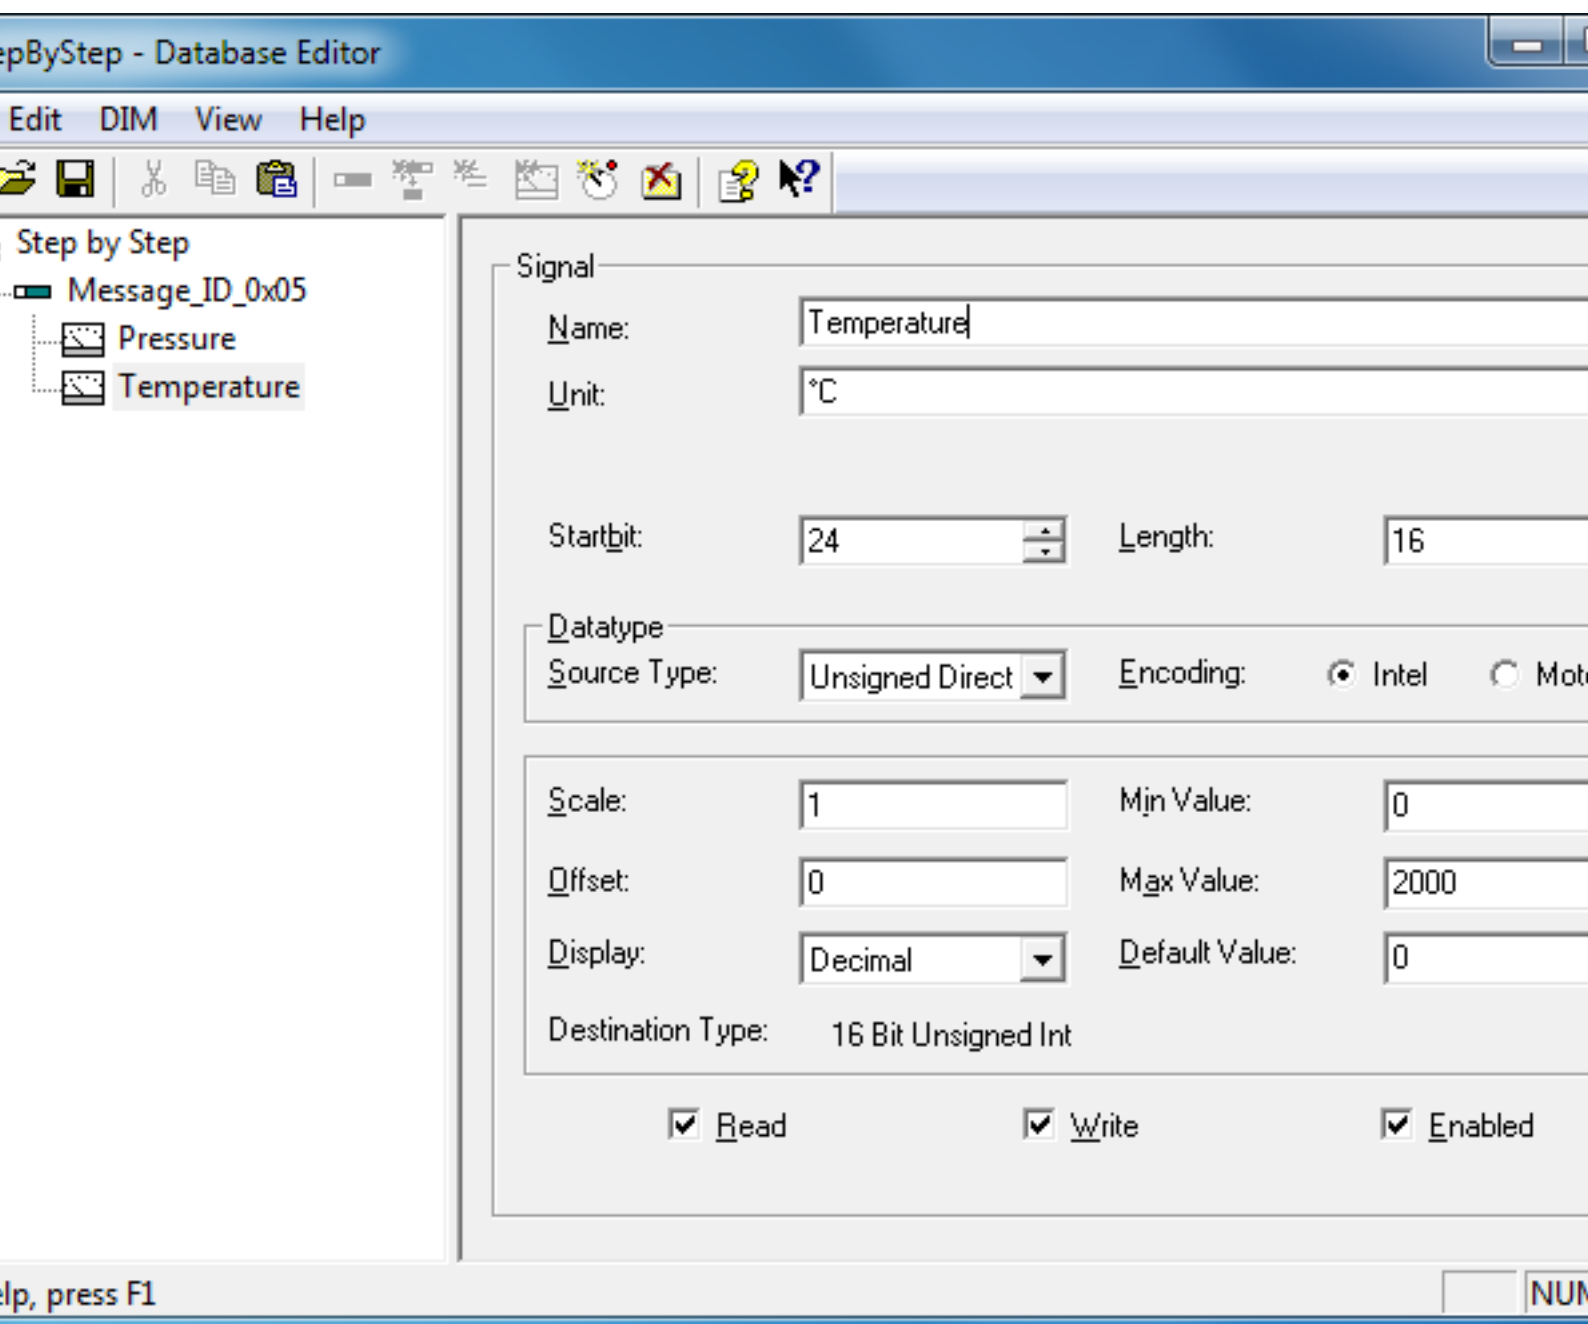 epByStep - Database Editor
Edit DIM View Help
Step by Step
Message_ID_0x05
Pressure
Temperature
Signal
Name: Temperature
Unit: °C
Startbit: 24 Length: 16
Datatype
Source Type: Unsigned Direct Encoding: Intel Moto
Scale: 1 Min Value: 0
Offset: 0 Max Value: 2000
Display: Decimal Default Value: 0
Destination Type: 16 Bit Unsigned Int
Read Write Enabled
elp, press F1 NUM